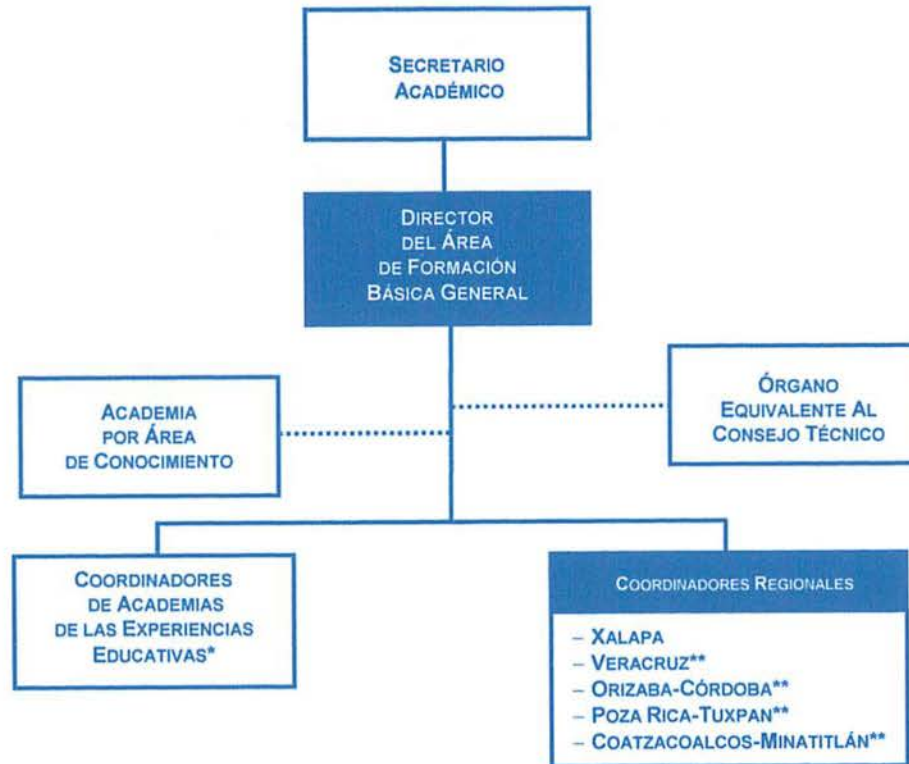 SECRETARIO
ACADÉMICO
DIRECTOR
DEL ÁREA
DE FORMACIÓN
BÁSICA GENERAL
ACADEMIA
POR ÁREA
DE CONOCIMIENTO
ÓRGANO
EQUIVALENTE AL
CONSEJO TÉCNICO
COORDINADORES
DE ACADEMIAS
DE LAS EXPERIENCIAS
EDUCATIVAS*
COORDINADORES REGIONALES
– XALAPA
– VERACRUZ**
– ORIZABA-CÓRDOBA**
– POZA RICA-TUXPAN**
– COATZACOALCOS-MINATITLÁN**